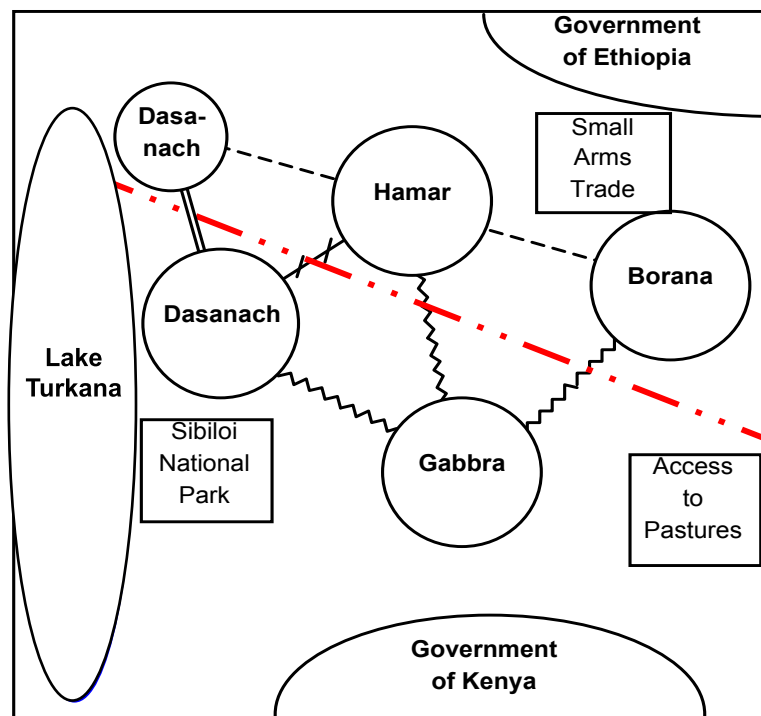 Government
of Ethiopia
Dasa-
nach
Small
Arms
Trade
Hamar
Borana
Dasanach
Lake
Turkana
Sibiloi
National
Park
Gabbra
Access
to
Pastures
Government
of Kenya